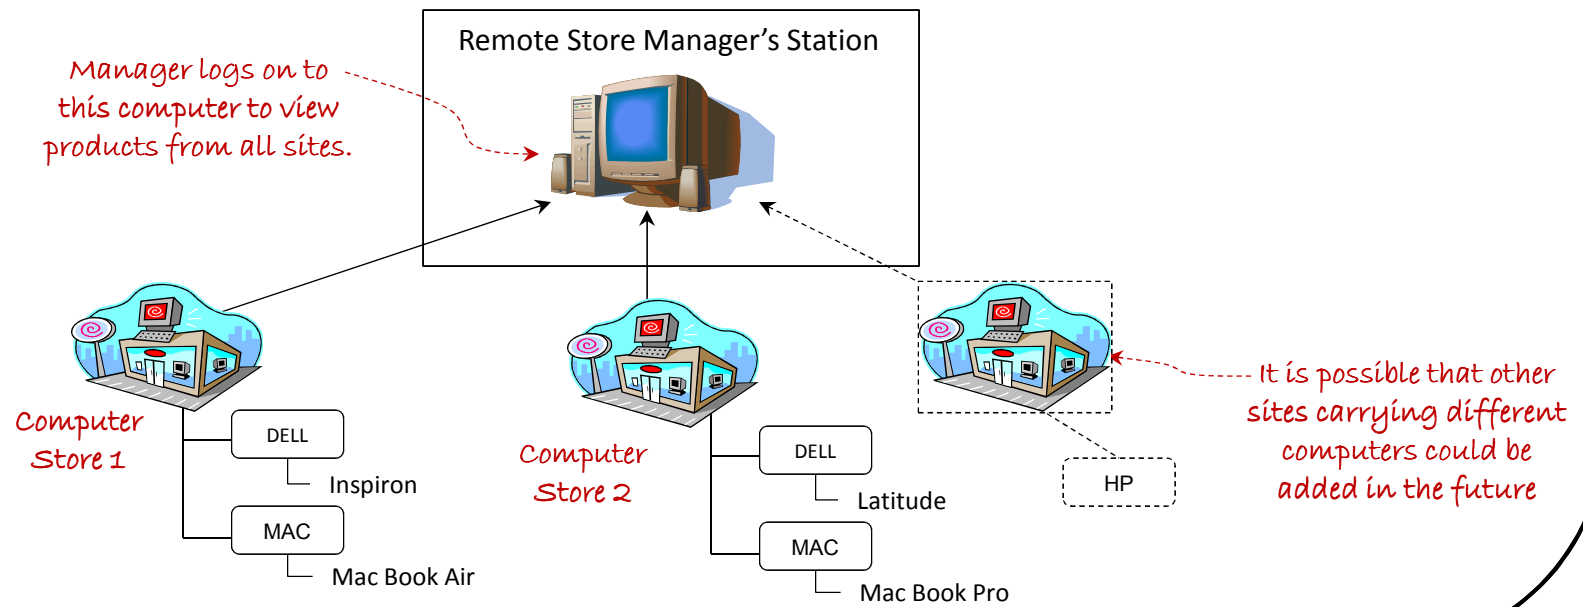 Remote Store Manager's Station
Manager logs on to
this computer to view
products from all sites.
Computer
Store 1
DELL
Inspiron
MAC
Mac Book Air
Computer
Store 2
DELL
Latitude
MAC
Mac Book Pro
HP
It is possible that other
sites carrying different
computers could be
added in the future